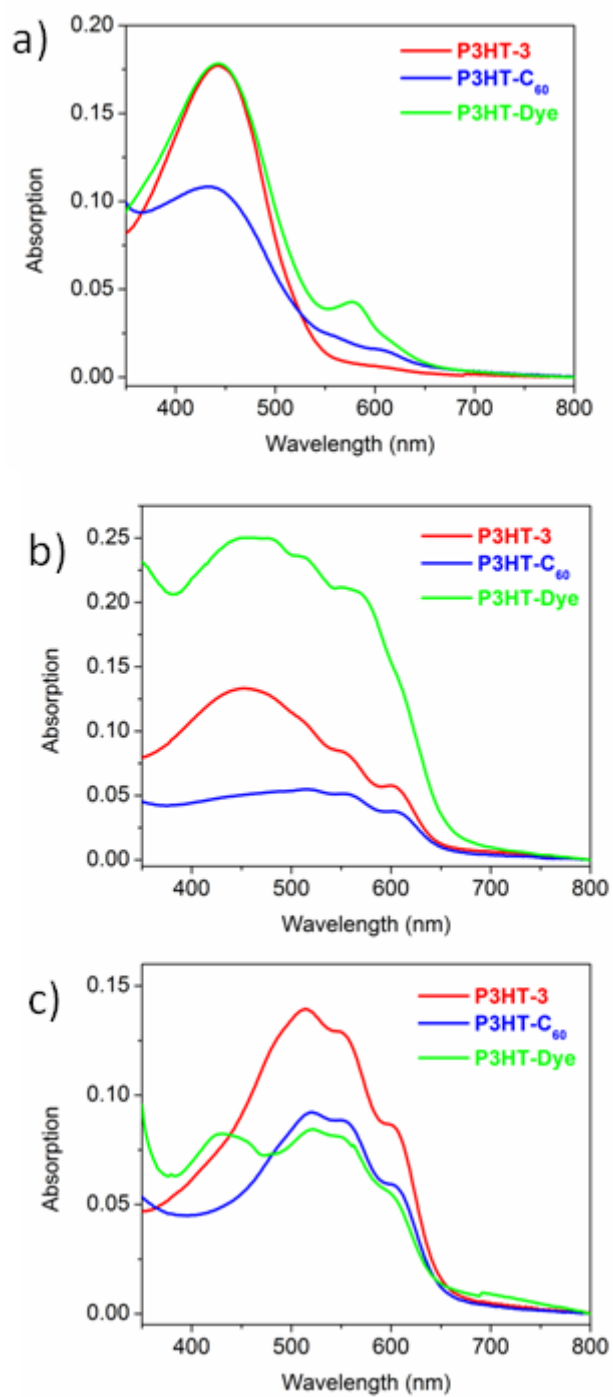 a)
0.20
0.15
0.10
0.05
0.00
Absorption
P3HT-3
P3HT-C₆₀
P3HT-Dye
400 500 600 700 800
Wavelength (nm)
b)
0.25
0.20
0.15
0.10
0.05
0.00
Absorption
P3HT-3
P3HT-C₆₀
P3HT-Dye
400 500 600 700 800
Wavelength (nm)
c)
0.15
0.10
0.05
0.00
Absorption
P3HT-3
P3HT-C₆₀
P3HT-Dye
400 500 600 700 800
Wavelength (nm)